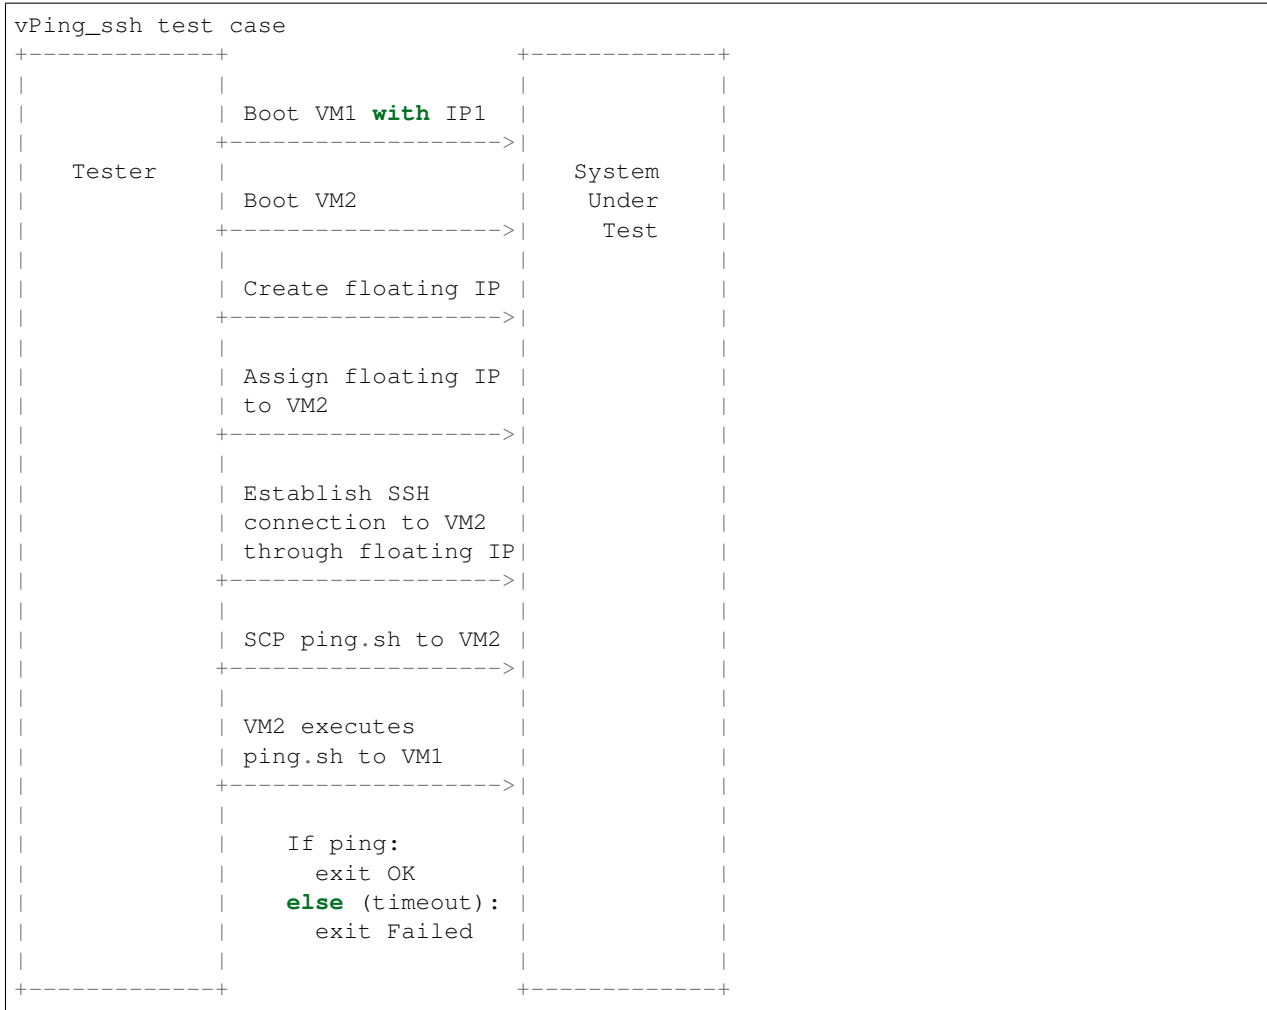 vPing_ssh test case
+-------------+                    +-------------+
|             |                    |             |
|             | Boot VM1 with IP1  |             |
|             +------------------->|             |
|   Tester    |                    |   System    |
|             | Boot VM2           |    Under    |
|             +------------------->|     Test    |
|             |                    |             |
|             | Create floating IP |             |
|             +------------------->|             |
|             |                    |             |
|             | Assign floating IP |             |
|             | to VM2             |             |
|             +------------------->|             |
|             |                    |             |
|             | Establish SSH      |             |
|             | connection to VM2  |             |
|             | through floating IP|             |
|             +------------------->|             |
|             |                    |             |
|             | SCP ping.sh to VM2 |             |
|             +------------------->|             |
|             |                    |             |
|             | VM2 executes       |             |
|             | ping.sh to VM1     |             |
|             +------------------->|             |
|             |                    |             |
|             |    If ping:        |             |
|             |      exit OK       |             |
|             |    else (timeout): |             |
|             |      exit Failed   |             |
|             |                    |             |
+-------------+                    +-------------+